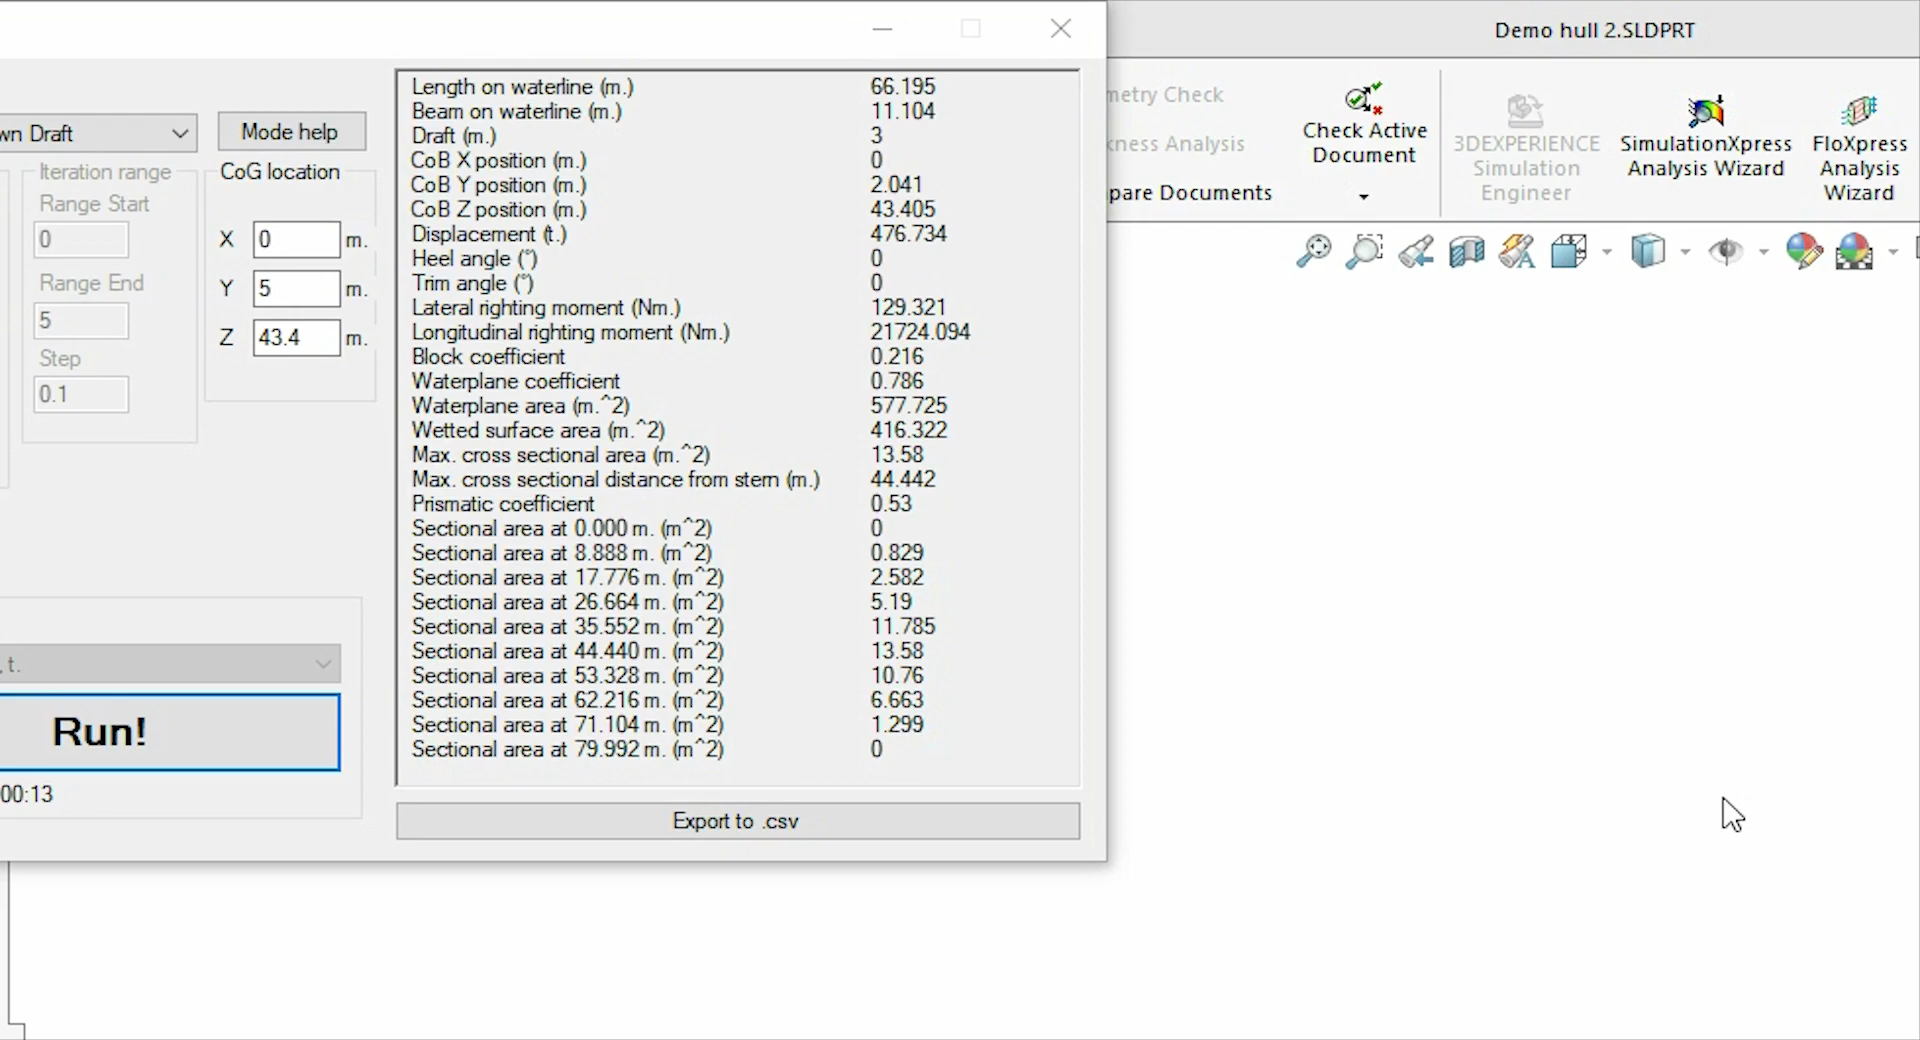 Demo hull 2.SLDPRT
wn Draft
Mode help
Iteration range
Range Start
0
Range End
5
Step
0.1
CoG location
X 0 m.
Y 5 m.
Z 43.4 m.
, t.
Run!
00:13
Length on waterline (m.) 66.195
Beam on waterline (m.) 11.104
Draft (m.) 3
CoB X position (m.) 0
CoB Y position (m.) 2.041
CoB Z position (m.) 43.405
Displacement (t.) 476.734
Heel angle (°) 0
Trim angle (°) 0
Lateral righting moment (Nm.) 129.321
Longitudinal righting moment (Nm.) 21724.094
Block coefficient 0.216
Waterplane coefficient 0.786
Waterplane area (m.^2) 577.725
Wetted surface area (m.^2) 416.322
Max. cross sectional area (m.^2) 13.58
Max. cross sectional distance from stern (m.) 44.442
Prismatic coefficient 0.53
Sectional area at 0.000 m. (m^2) 0
Sectional area at 8.888 m. (m^2) 0.829
Sectional area at 17.776 m. (m^2) 2.582
Sectional area at 26.664 m. (m^2) 5.19
Sectional area at 35.552 m. (m^2) 11.785
Sectional area at 44.440 m. (m^2) 13.58
Sectional area at 53.328 m. (m^2) 10.76
Sectional area at 62.216 m. (m^2) 6.663
Sectional area at 71.104 m. (m^2) 1.299
Sectional area at 79.992 m. (m^2) 0
Export to .csv
metry Check
kness Analysis
pare Documents
Check Active
Document
3DEXPERIENCE
Simulation
Engineer
SimulationXpress
Analysis Wizard
FloXpress
Analysis
Wizard